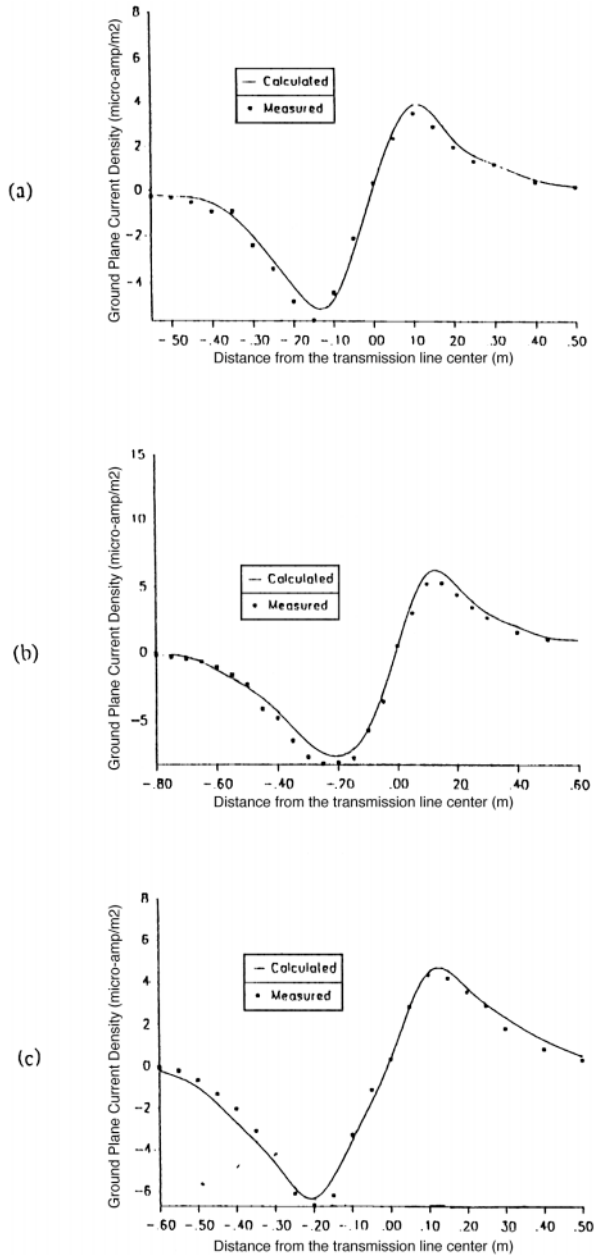 (a)
Ground Plane Current Density (micro-amp/m2)
8
6
4
2
0
-2
-4
— Calculated
• Measured
-.50 -.40 -.30 -.20 -.10 .00 .10 .20 .30 .40 .50
Distance from the transmission line center (m)
(b)
Ground Plane Current Density (micro-amp/m2)
15
10
5
0
-5
— Calculated
• Measured
-.80 -.60 -.40 -.20 .00 .20 .40 .60
Distance from the transmission line center (m)
(c)
Ground Plane Current Density (micro-amp/m2)
8
6
4
2
0
-2
-4
-6
— Calculated
• Measured
-.60 -.50 -.40 -.30 -.20 -.10 .00 .10 .20 .30 .40 .50
Distance from the transmission line center (m)